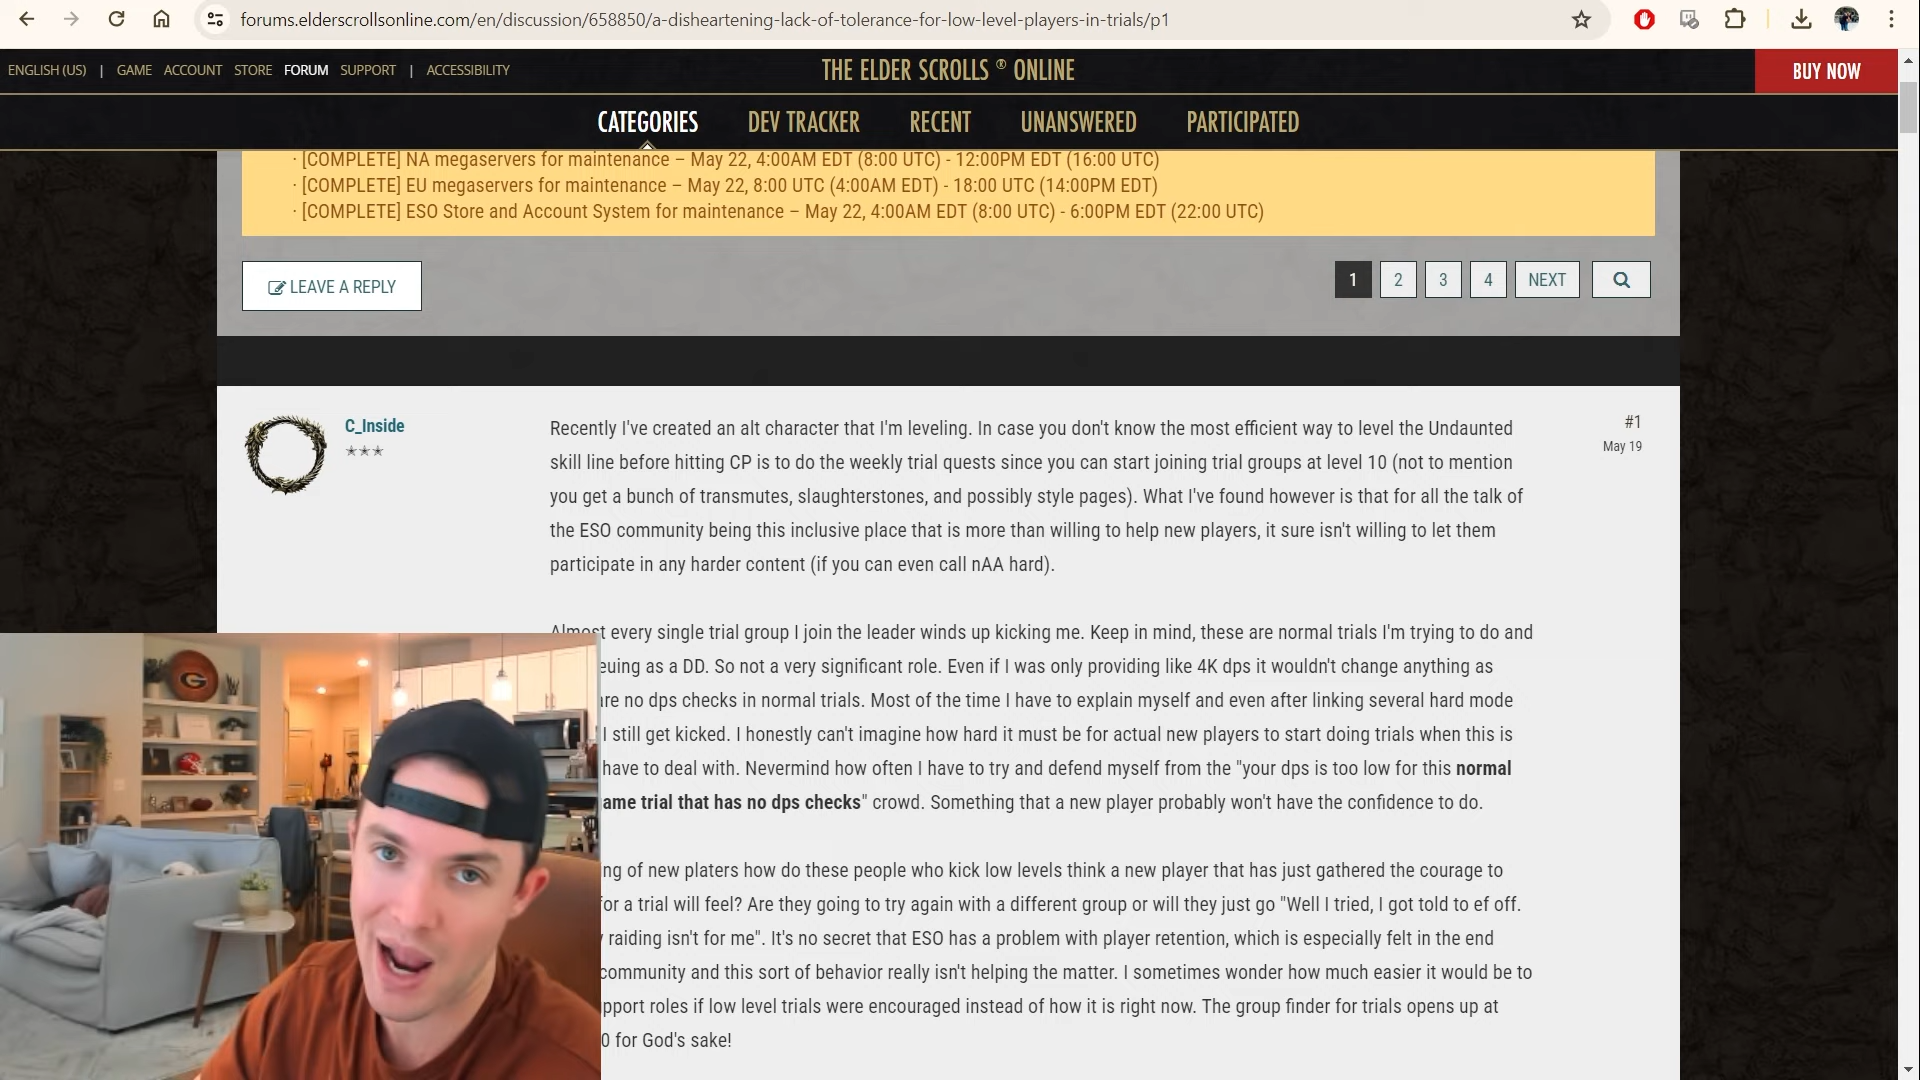 forums.elderscrollsonline.com/en/discussion/658850/a-disheartening-lack-of-tolerance-for-low-level-players-in-trials/p1
ENGLISH (US) | GAME ACCOUNT STORE FORUM SUPPORT | ACCESSIBILITY
THE ELDER SCROLLS ® ONLINE
BUY NOW
CATEGORIES DEV TRACKER RECENT UNANSWERED PARTICIPATED
· [COMPLETE] NA megaservers for maintenance – May 22, 4:00AM EDT (8:00 UTC) - 12:00PM EDT (16:00 UTC)
· [COMPLETE] EU megaservers for maintenance – May 22, 8:00 UTC (4:00AM EDT) - 18:00 UTC (14:00PM EDT)
· [COMPLETE] ESO Store and Account System for maintenance – May 22, 4:00AM EDT (8:00 UTC) - 6:00PM EDT (22:00 UTC)
LEAVE A REPLY
1 2 3 4 NEXT
C_Inside
#1
May 19
Recently I've created an alt character that I'm leveling. In case you don't know the most efficient way to level the Undaunted
skill line before hitting CP is to do the weekly trial quests since you can start joining trial groups at level 10 (not to mention
you get a bunch of transmutes, slaughterstones, and possibly style pages). What I've found however is that for all the talk of
the ESO community being this inclusive place that is more than willing to help new players, it sure isn't willing to let them
participate in any harder content (if you can even call nAA hard).
Almost every single trial group I join the leader winds up kicking me. Keep in mind, these are normal trials I'm trying to do and
euing as a DD. So not a very significant role. Even if I was only providing like 4K dps it wouldn't change anything as
re no dps checks in normal trials. Most of the time I have to explain myself and even after linking several hard mode
I still get kicked. I honestly can't imagine how hard it must be for actual new players to start doing trials when this is
have to deal with. Nevermind how often I have to try and defend myself from the "your dps is too low for this normal
ame trial that has no dps checks" crowd. Something that a new player probably won't have the confidence to do.
ng of new platers how do these people who kick low levels think a new player that has just gathered the courage to
for a trial will feel? Are they going to try again with a different group or will they just go "Well I tried, I got told to ef off.
y raiding isn't for me". It's no secret that ESO has a problem with player retention, which is especially felt in the end
community and this sort of behavior really isn't helping the matter. I sometimes wonder how much easier it would be to
pport roles if low level trials were encouraged instead of how it is right now. The group finder for trials opens up at
0 for God's sake!